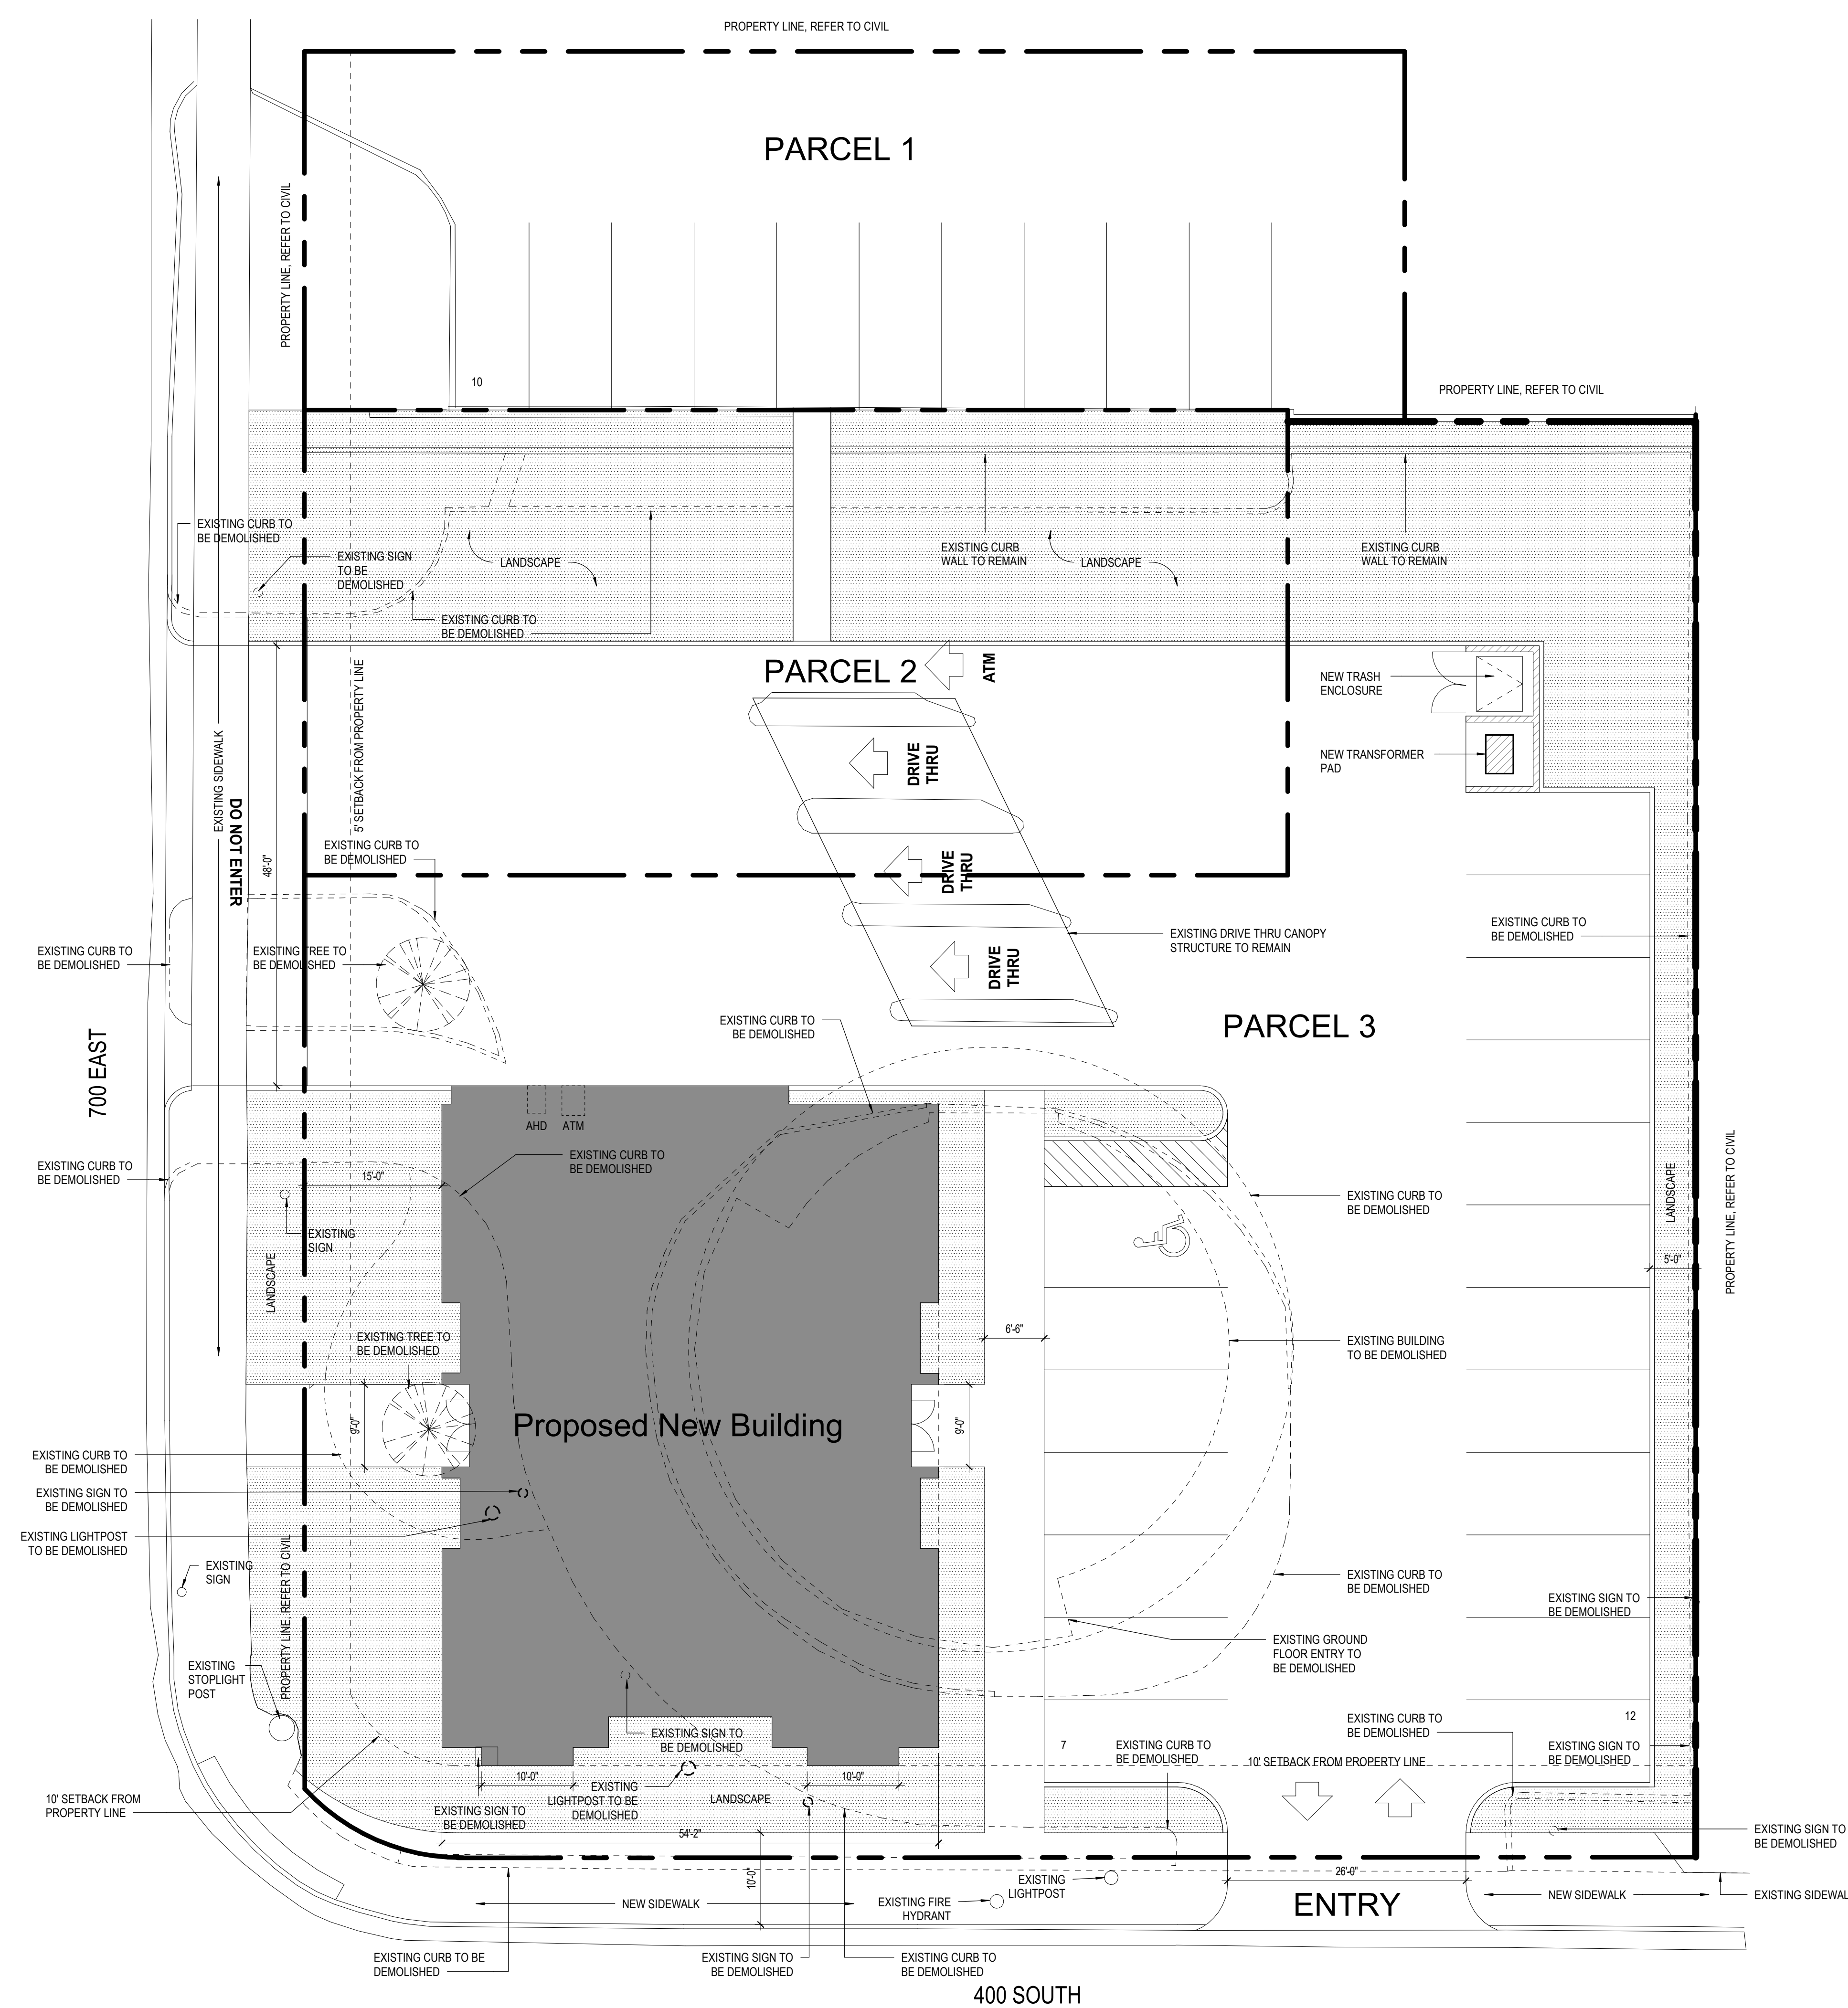 PROPERTY LINE, REFER TO CIVIL
PARCEL 1
PROPERTY LINE, REFER TO CIVIL
10
PROPERTY LINE, REFER TO CIVIL
EXISTING CURB TO
BE DEMOLISHED
EXISTING SIGN
TO BE
DEMOLISHED
LANDSCAPE
EXISTING CURB
WALL TO REMAIN
LANDSCAPE
EXISTING CURB
WALL TO REMAIN
EXISTING CURB TO
BE DEMOLISHED
PARCEL 2
ATM
NEW TRASH
ENCLOSURE
NEW TRANSFORMER
PAD
5' SETBACK FROM PROPERTY LINE
EXISTING SIDEWALK
DO NOT ENTER
48'-0"
DRIVE
THRU
DRIVE
THRU
DRIVE
THRU
EXISTING CURB TO
BE DEMOLISHED
EXISTING CURB TO
BE DEMOLISHED
EXISTING TREE TO
BE DEMOLISHED
EXISTING DRIVE THRU CANOPY
STRUCTURE TO REMAIN
EXISTING CURB TO
BE DEMOLISHED
EXISTING CURB TO
BE DEMOLISHED
PARCEL 3
700 EAST
AHD
ATM
EXISTING CURB TO
BE DEMOLISHED
EXISTING CURB TO
BE DEMOLISHED
15'-0"
EXISTING
SIGN
LANDSCAPE
EXISTING CURB TO
BE DEMOLISHED
LANDSCAPE
PROPERTY LINE, REFER TO CIVIL
5'-0"
6'-6"
EXISTING TREE TO
BE DEMOLISHED
EXISTING BUILDING
TO BE DEMOLISHED
9'-0"
Proposed New Building
9'-0"
EXISTING CURB TO
BE DEMOLISHED
EXISTING SIGN TO
BE DEMOLISHED
EXISTING LIGHTPOST
TO BE DEMOLISHED
EXISTING
SIGN
PROPERTY LINE, REFER TO CIVIL
EXISTING CURB TO
BE DEMOLISHED
EXISTING SIGN TO
BE DEMOLISHED
EXISTING GROUND
FLOOR ENTRY TO
BE DEMOLISHED
EXISTING
STOPLIGHT
POST
EXISTING SIGN TO
BE DEMOLISHED
7
EXISTING CURB TO
BE DEMOLISHED
EXISTING CURB TO
BE DEMOLISHED
12
EXISTING SIGN TO
BE DEMOLISHED
10' SETBACK FROM PROPERTY LINE
10'-0"
10'-0"
10' SETBACK FROM
PROPERTY LINE
EXISTING SIGN TO
BE DEMOLISHED
EXISTING
LIGHTPOST TO BE
DEMOLISHED
LANDSCAPE
54'-2"
EXISTING SIGN TO
BE DEMOLISHED
10'-0"
26'-0"
EXISTING
LIGHTPOST
NEW SIDEWALK
EXISTING FIRE
HYDRANT
ENTRY
NEW SIDEWALK
EXISTING SIDEWAL
EXISTING CURB TO BE
DEMOLISHED
EXISTING SIGN TO
BE DEMOLISHED
EXISTING CURB TO
BE DEMOLISHED
400 SOUTH